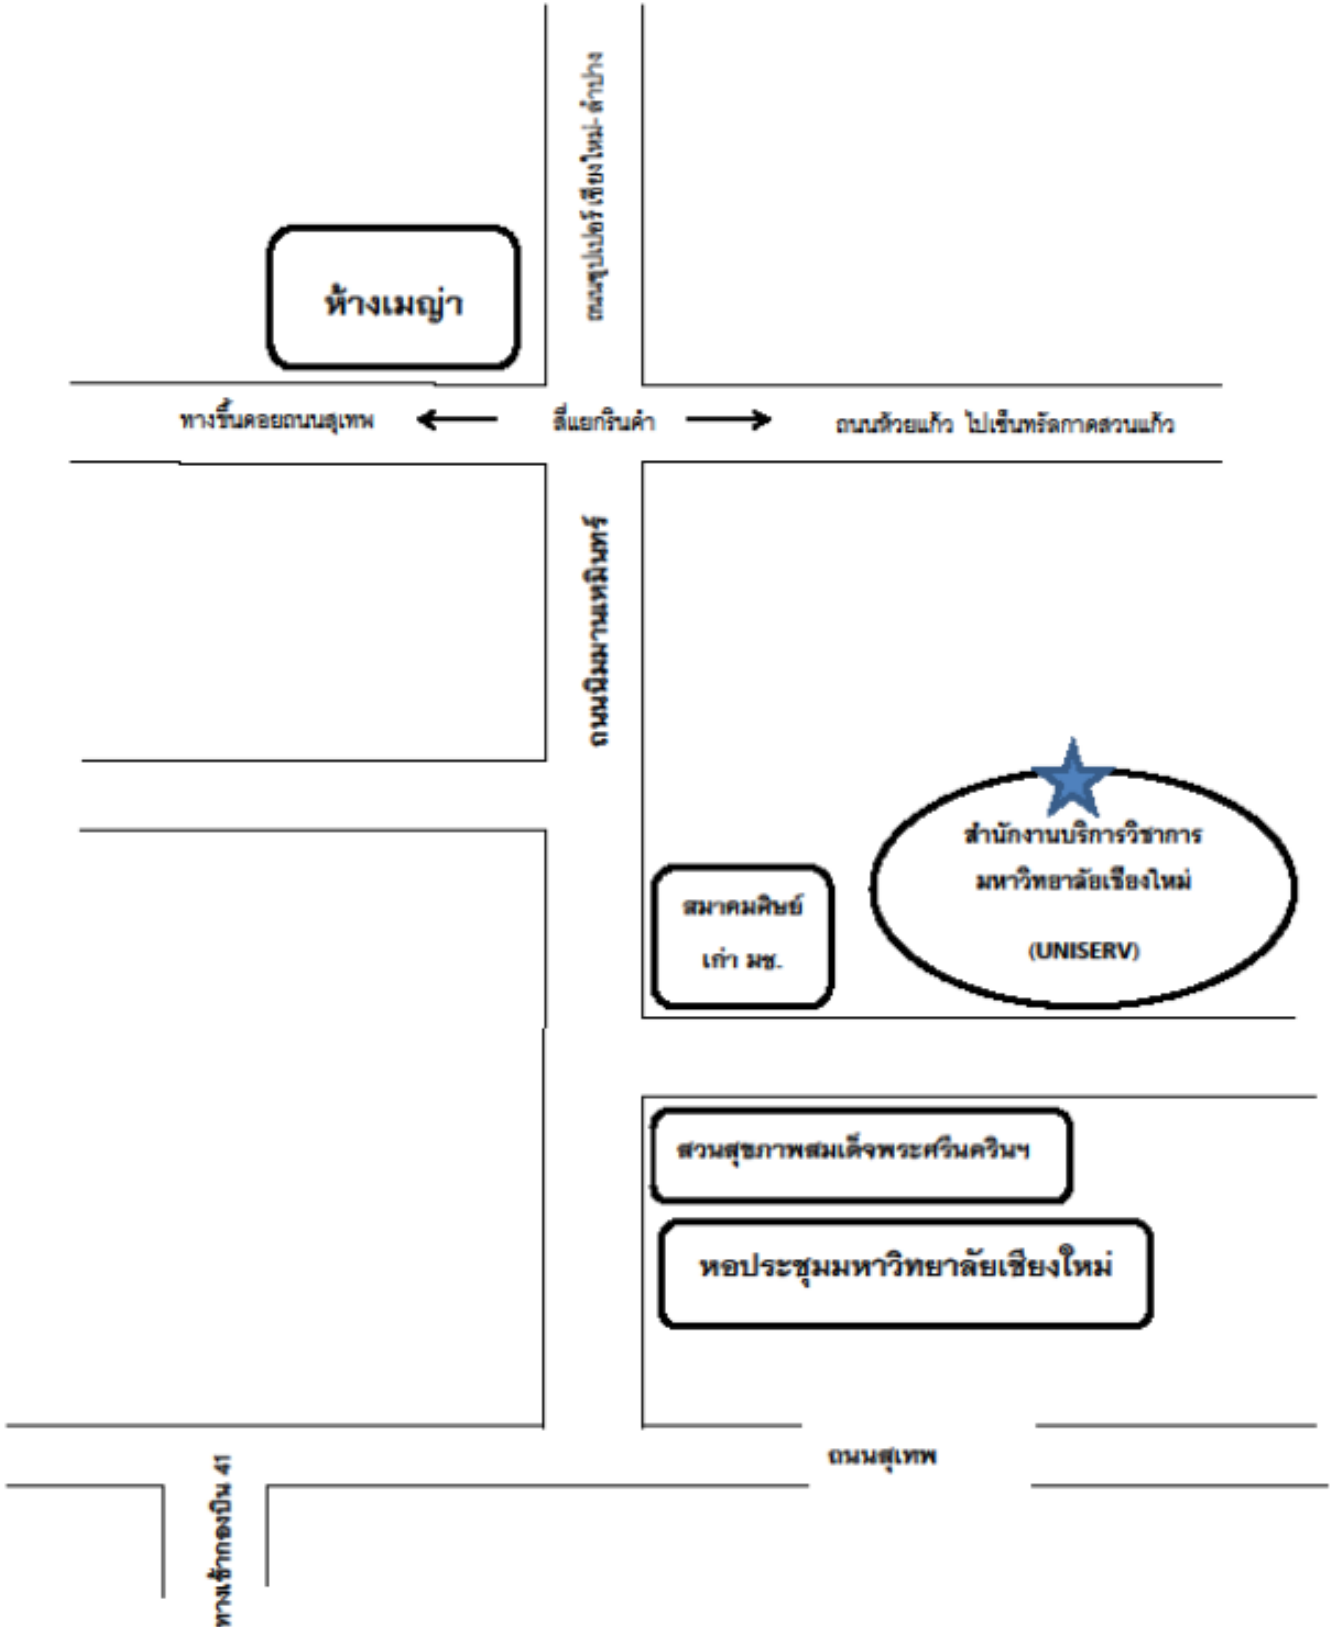 ถนนซุปเปอร์ เชียงใหม่-ลำปาง
ห้างเมญ่า
ทางขึ้นดอยถนนสุเทพ
สี่แยกรินคำ
ถนนห้วยแก้ว ไปเซ็นทรัลกาดสวนแก้ว
ถนนนิมมานเหมินทร์
สำนักงานบริการวิชาการ
มหาวิทยาลัยเชียงใหม่
(UNISERV)
สมาคมศิษย์
เก่า มช.
สวนสุขภาพสมเด็จพระศรีนครินฯ
หอประชุมมหาวิทยาลัยเชียงใหม่
ถนนสุเทพ
ทางเข้ากองบิน 41